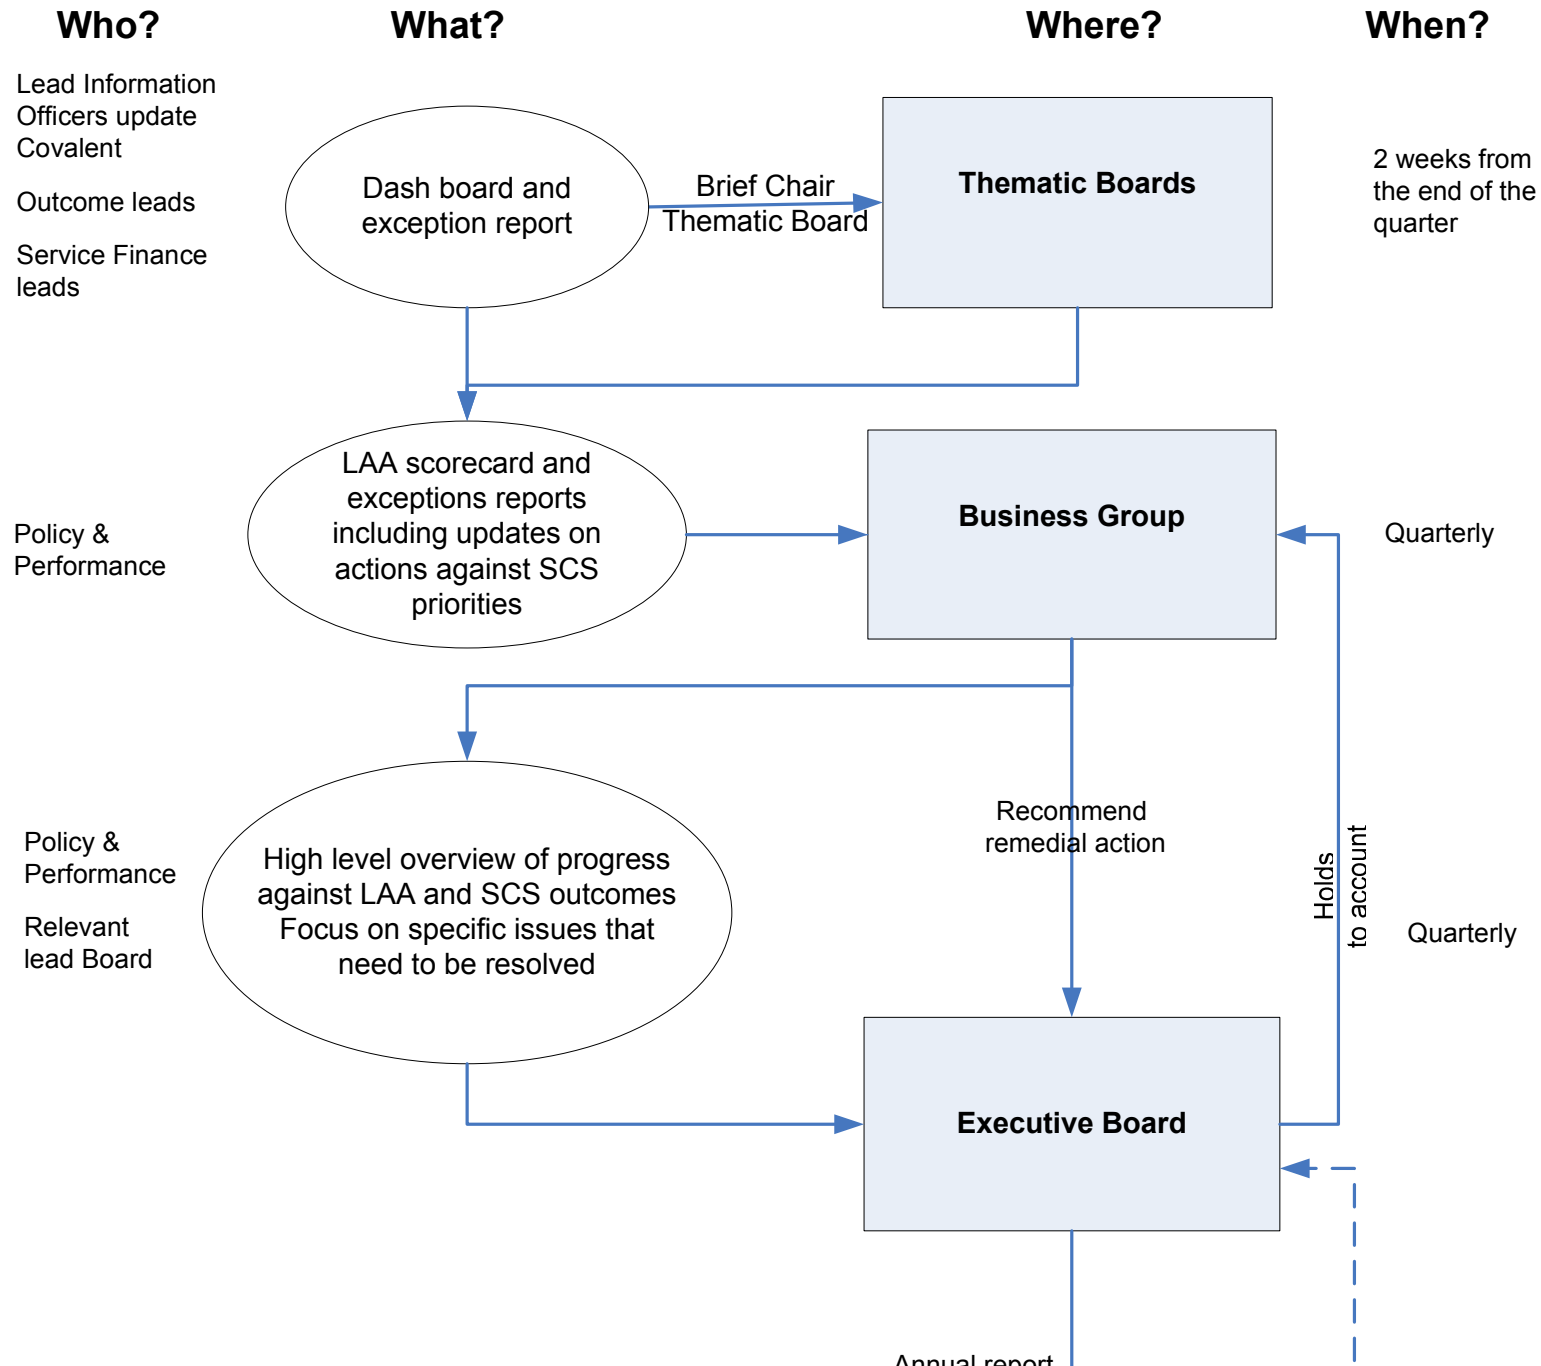 Who?
What?
Where?
When?
Lead Information
Officers update
Covalent
Outcome leads
Service Finance
leads
Dash board and
exception report
Brief Chair
Thematic Board
Thematic Boards
2 weeks from
the end of the
quarter
Policy &
Performance
LAA scorecard and
exceptions reports
including updates on
actions against SCS
priorities
Business Group
Quarterly
Policy &
Performance
Relevant
lead Board
High level overview of progress
against LAA and SCS outcomes
Focus on specific issues that
need to be resolved
Recommend
remedial action
Holds
to account
Quarterly
Executive Board
Annual report